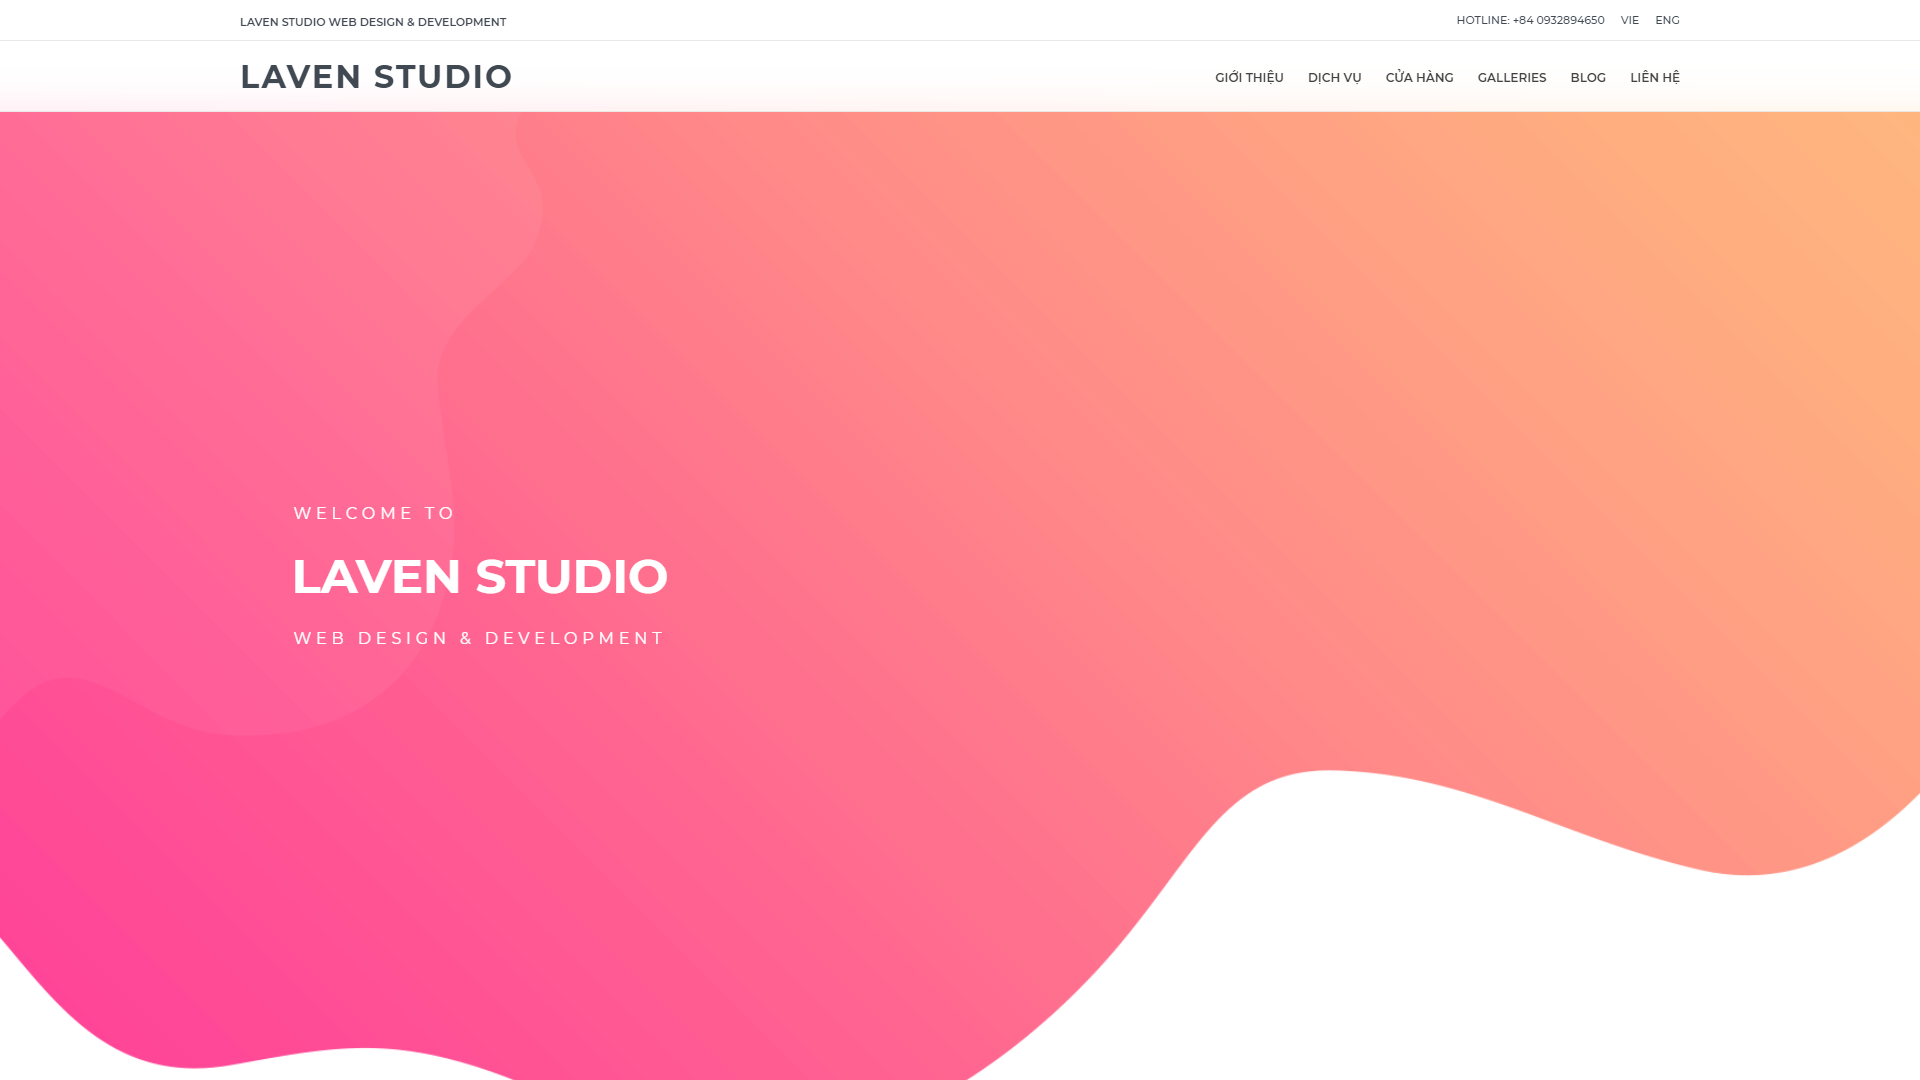 LAVEN STUDIO WEB DESIGN & DEVELOPMENT
HOTLINE: +84 0932894650 VIE ENG
LAVEN STUDIO
GIỚI THIỆU DỊCH VỤ CỬA HÀNG GALLERIES BLOG LIÊN HỆ
WELCOME TO
LAVEN STUDIO
WEB DESIGN & DEVELOPMENT